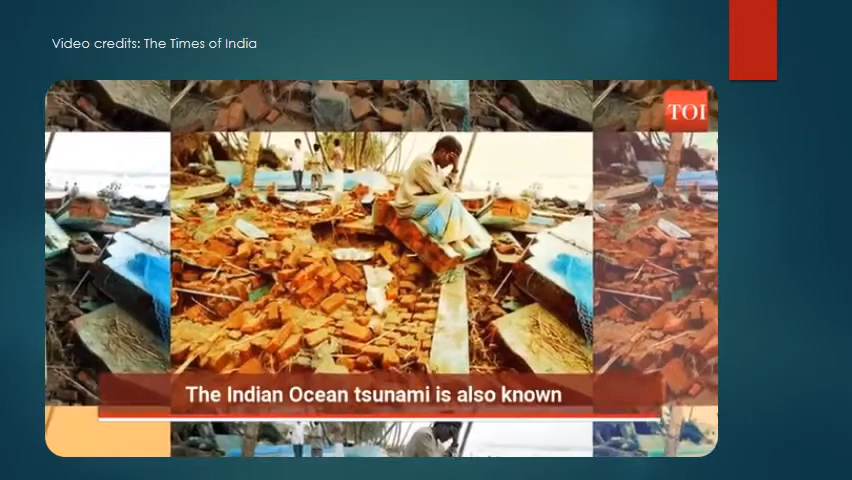 Video credits: The Times of India
TOI
The Indian Ocean tsunami is also known